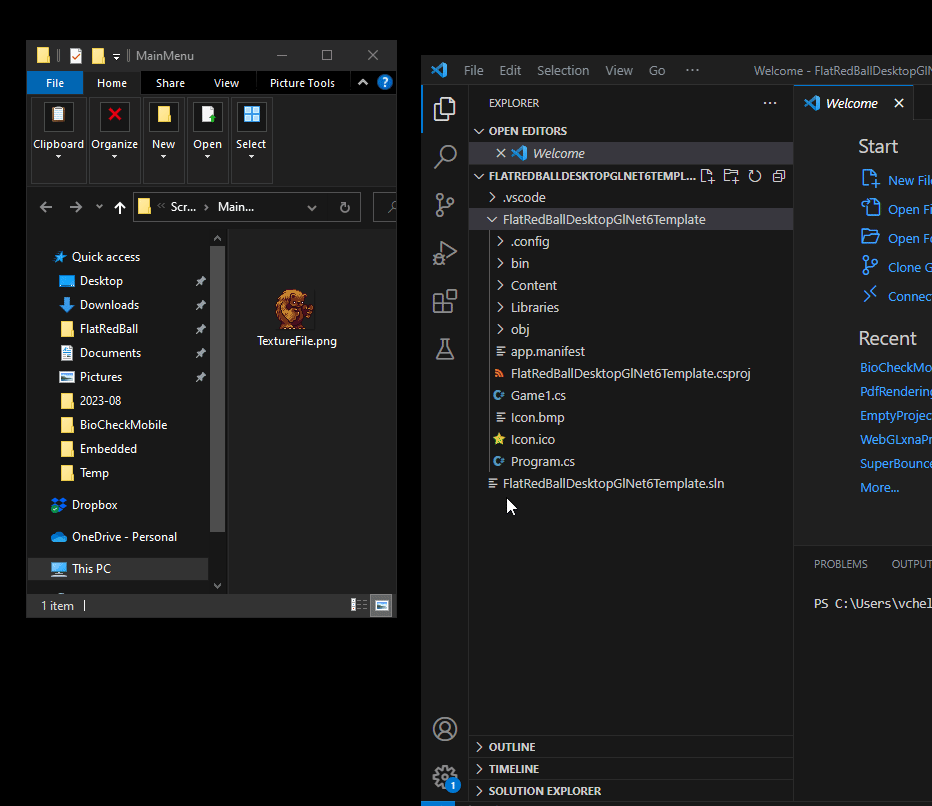 MainMenu
File Home Share View Picture Tools
Clipboard Organize New Open Select
Scr... Main...
Quick access
Desktop
Downloads
FlatRedBall
Documents
Pictures
2023-08
BioCheckMobile
Embedded
Temp
Dropbox
OneDrive - Personal
This PC
TextureFile.png
1 item
File Edit Selection View Go ··· Welcome - FlatRedBallDesktopGl
EXPLORER ···
OPEN EDITORS
Welcome
FLATREDBALLDESKTOPGLNET6TEMPL...
.vscode
FlatRedBallDesktopGlNet6Template
.config
bin
Content
Libraries
obj
app.manifest
FlatRedBallDesktopGlNet6Template.csproj
Game1.cs
Icon.bmp
Icon.ico
Program.cs
FlatRedBallDesktopGlNet6Template.sln
OUTLINE
TIMELINE
SOLUTION EXPLORER
1
Welcome
Start
New Fil
Open Fi
Open Fo
Clone G
Connec
Recent
BioCheckMo
PdfRendering
EmptyProjec
WebGLxnaPr
SuperBounce
More...
PROBLEMS OUTPUT
PS C:\Users\vchel